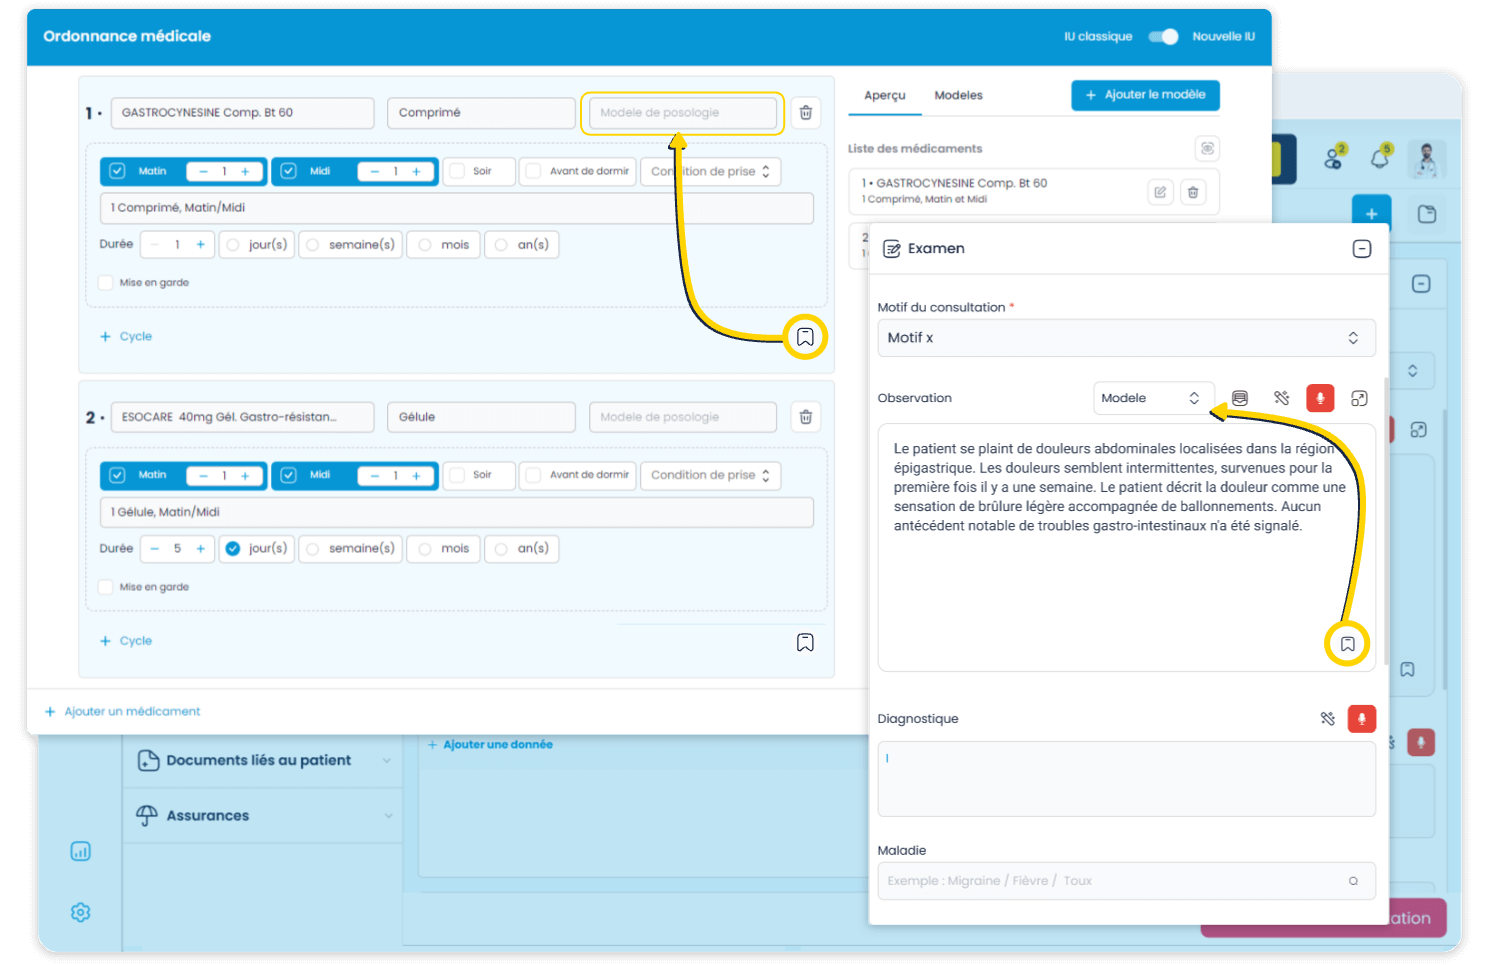 Ordonnance médicale
IU classique
Nouvelle IU
1 • GASTROCYNESINE Comp. Bt 60
Comprimé
Modele de posologie
Matin
– 1 +
Midi
– 1 +
Soir
Avant de dormir
Condition de prise
1 Comprimé, Matin/Midi
Durée – 1 + jour(s) semaine(s) mois an(s)
Mise en garde
+ Cycle
2 • ESOCARE 40mg Gél. Gastro-résistan...
Gélule
Modele de posologie
Matin
– 1 +
Midi
– 1 +
Soir
Avant de dormir
Condition de prise
1 Gélule, Matin/Midi
Durée – 5 + jour(s) semaine(s) mois an(s)
Mise en garde
+ Cycle
+ Ajouter un médicament
Aperçu
Modeles
+ Ajouter le modèle
Liste des médicaments
1 • GASTROCYNESINE Comp. Bt 60
1 Comprimé, Matin et Midi
2
1
2
5
+
Examen
Motif du consultation *
Motif x
Observation
Modele
Le patient se plaint de douleurs abdominales localisées dans la région
épigastrique. Les douleurs semblent intermittentes, survenues pour la
première fois il y a une semaine. Le patient décrit la douleur comme une
sensation de brûlure légère accompagnée de ballonnements. Aucun
antécédent notable de troubles gastro-intestinaux n'a été signalé.
Diagnostique
Maladie
Exemple : Migraine / Fièvre / Toux
+ Ajouter une donnée
Documents liés au patient
Assurances
ation